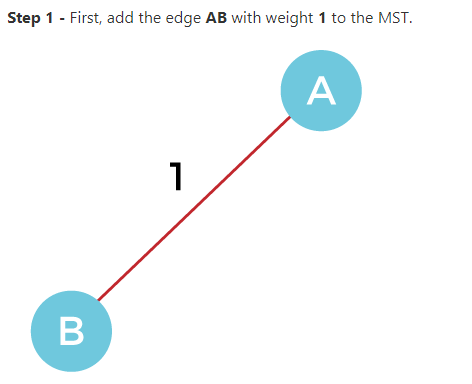 Step 1 - First, add the edge AB with weight 1 to the MST.
A
1
B